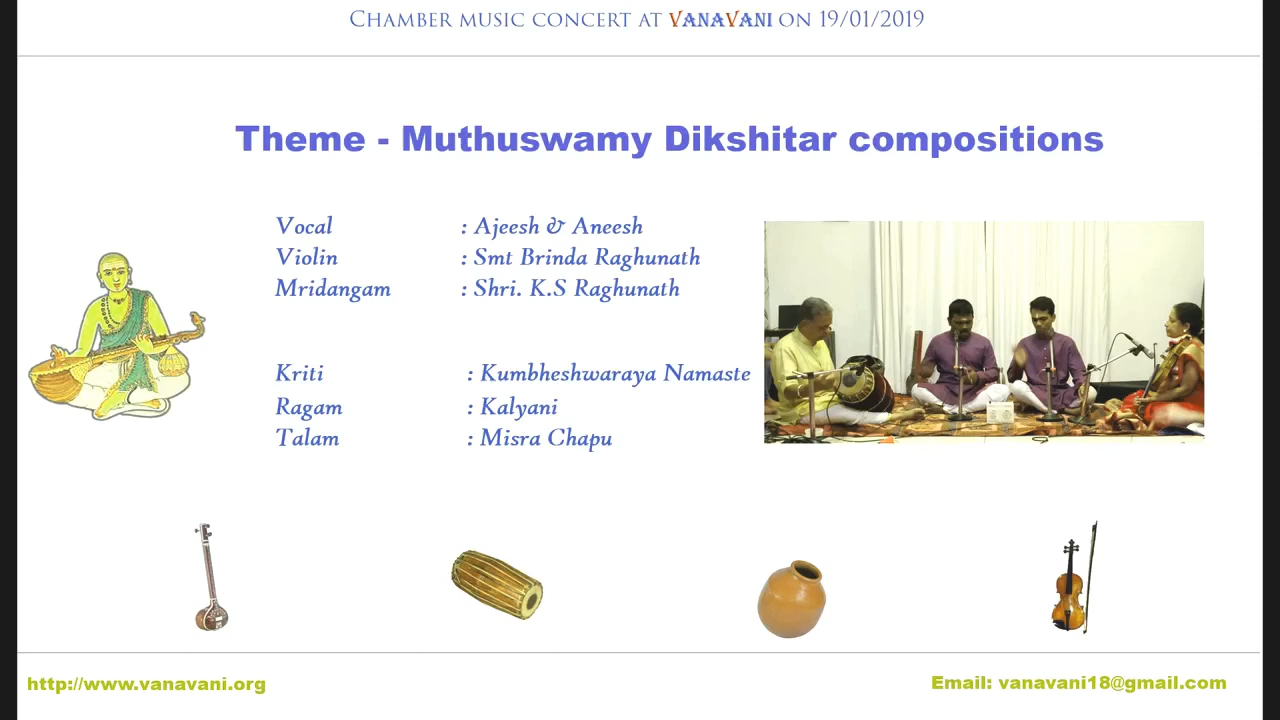 Chamber music concert at VanaVani on 19/01/2019
Theme - Muthuswamy Dikshitar compositions
Vocal : Ajeesh & Aneesh
Violin : Smt Brinda Raghunath
Mridangam : Shri. K.S Raghunath
Kriti : Kumbheshwaraya Namaste
Ragam : Kalyani
Talam : Misra Chapu
http://www.vanavani.org
Email: vanavani18@gmail.com